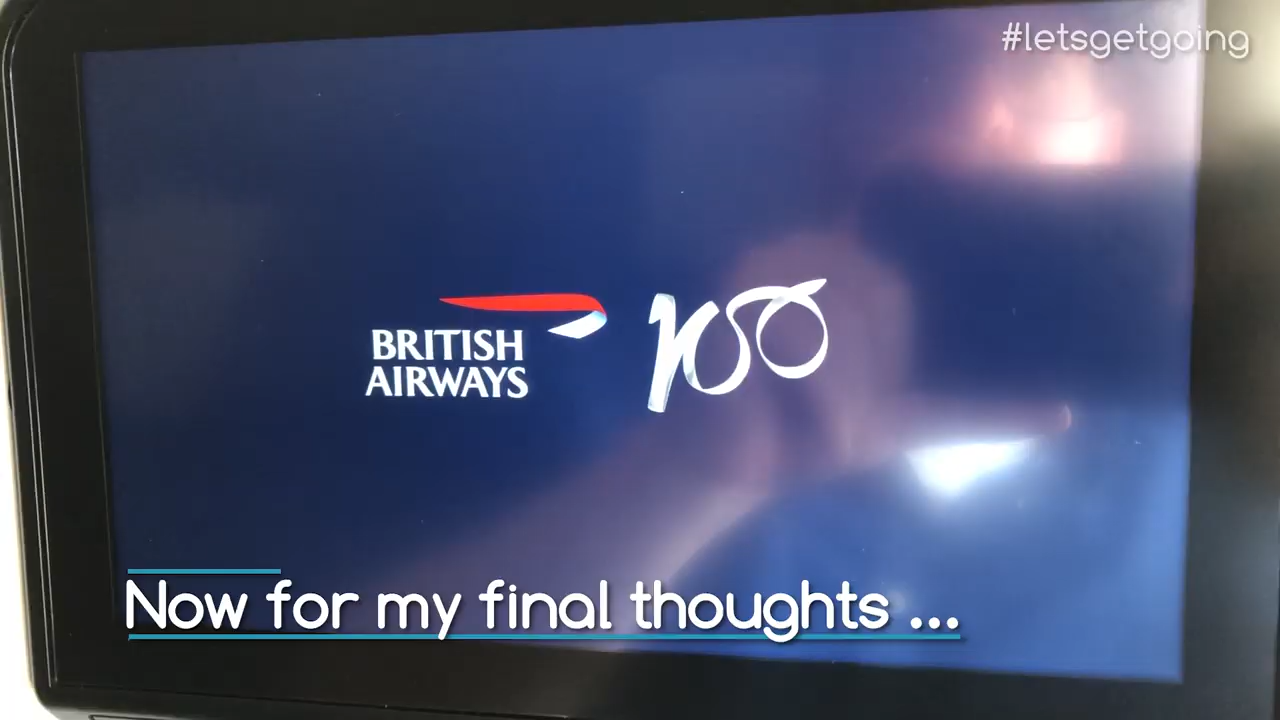 #letsgetgoing
BRITISH
AIRWAYS
100
Now for my final thoughts ...